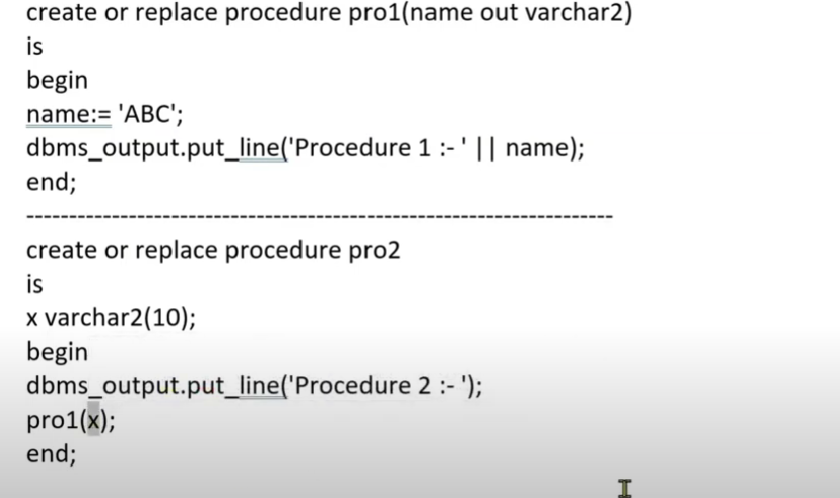 create or replace procedure pro1(name out varchar2)
is
begin
name:= 'ABC';
dbms_output.put_line('Procedure 1 :- ' || name);
end;
--------------------------------------------------------------------
create or replace procedure pro2
is
x varchar2(10);
begin
dbms_output.put_line('Procedure 2 :- ');
pro1(x);
end;